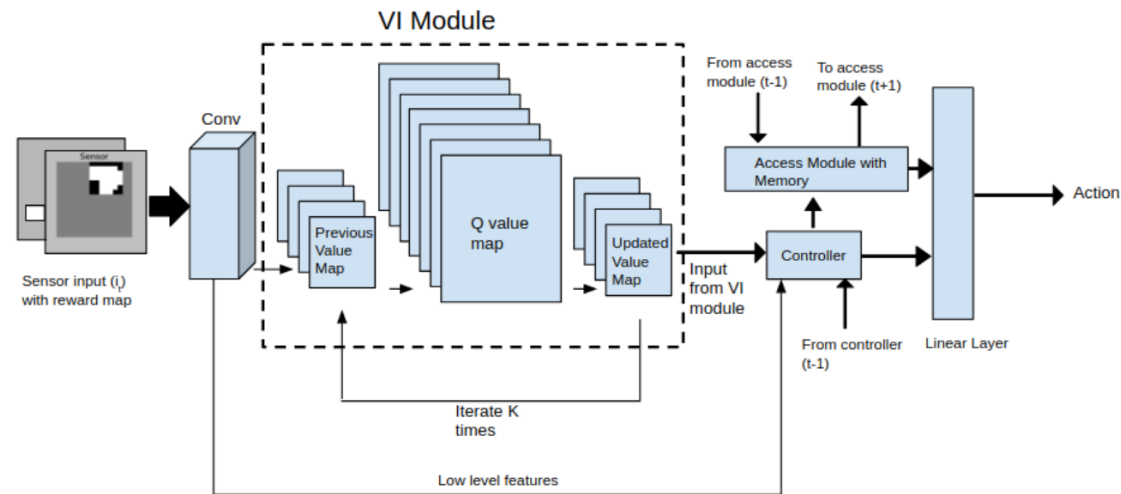 VI Module
From access
module (t-1)
To access
module (t+1)
Conv
Sensor
Access Module with
Memory
Action
Previous
Value
Map
Q value
map
Updated
Value
Map
Controller
Sensor input (i_t)
with reward map
Input
from VI
module
From controller
(t-1)
Linear Layer
Iterate K
times
Low level features